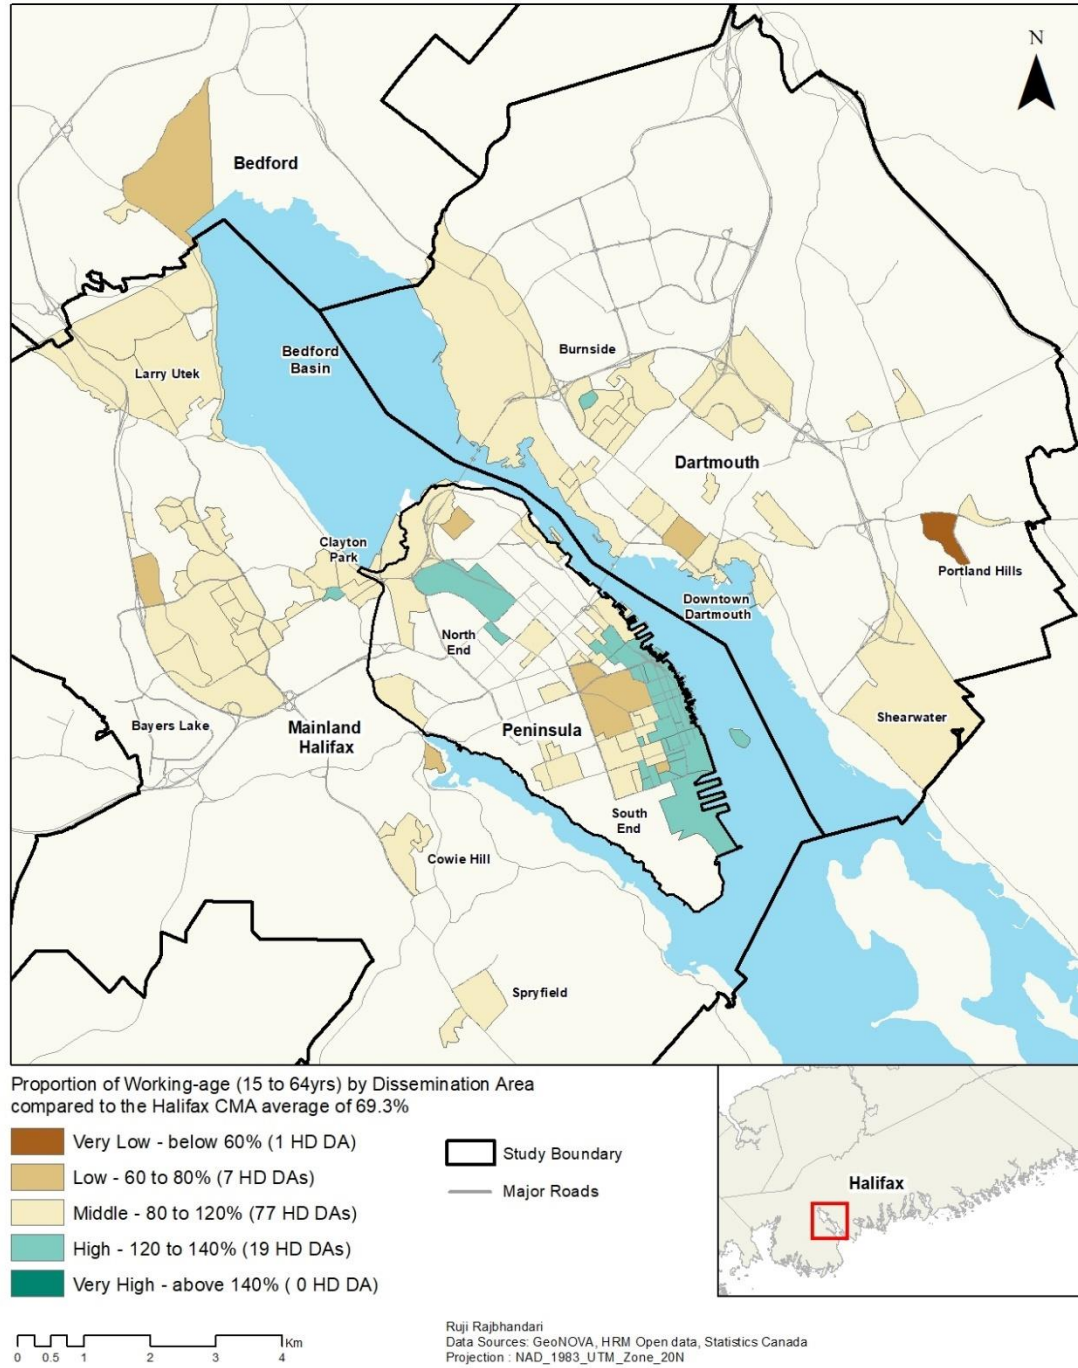 N
Bedford
Bedford
Basin
Larry Utek
Burnside
Dartmouth
Clayton
Park
Portland Hills
Downtown
Dartmouth
North
End
Shearwater
Bayers Lake
Mainland
Halifax
Peninsula
South
End
Cowie Hill
Spryfield
Proportion of Working-age (15 to 64yrs) by Dissemination Area
compared to the Halifax CMA average of 69.3%
Very Low - below 60% (1 HD DA)
Low - 60 to 80% (7 HD DAs)
Middle - 80 to 120% (77 HD DAs)
High - 120 to 140% (19 HD DAs)
Very High - above 140% ( 0 HD DA)
Study Boundary
Major Roads
Halifax
Km
0 0.5 1 2 3 4
Ruji Rajbhandari
Data Sources: GeoNOVA, HRM Open data, Statistics Canada
Projection : NAD_1983_UTM_Zone_20N